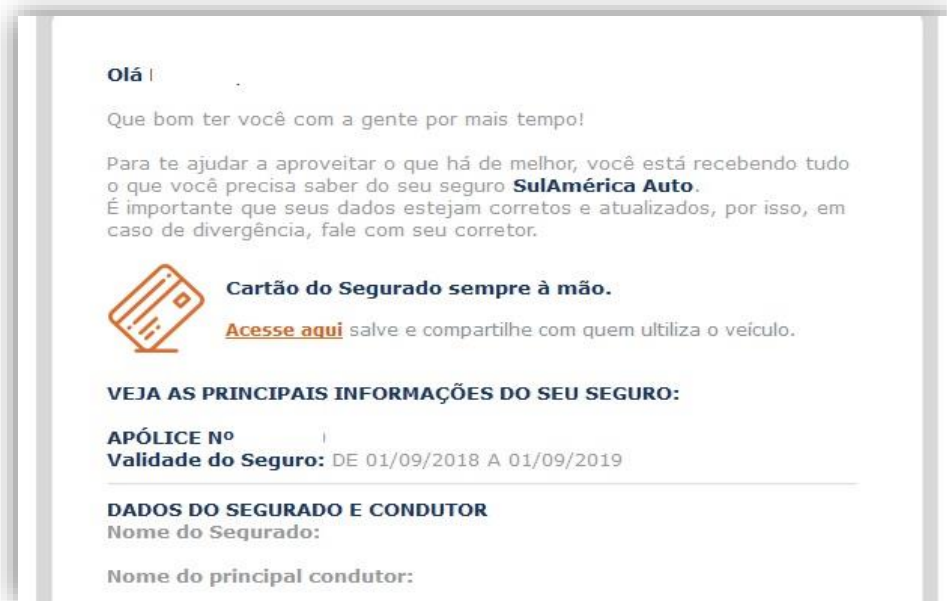 Olá
Que bom ter você com a gente por mais tempo!
Para te ajudar a aproveitar o que há de melhor, você está recebendo tudo
o que você precisa saber do seu seguro SulAmérica Auto.
É importante que seus dados estejam corretos e atualizados, por isso, em
caso de divergência, fale com seu corretor.
Cartão do Segurado sempre à mão.
Acesse aqui salve e compartilhe com quem ultiliza o veículo.
VEJA AS PRINCIPAIS INFORMAÇÕES DO SEU SEGURO:
APÓLICE Nº
Validade do Seguro: DE 01/09/2018 A 01/09/2019
DADOS DO SEGURADO E CONDUTOR
Nome do Segurado:
Nome do principal condutor: